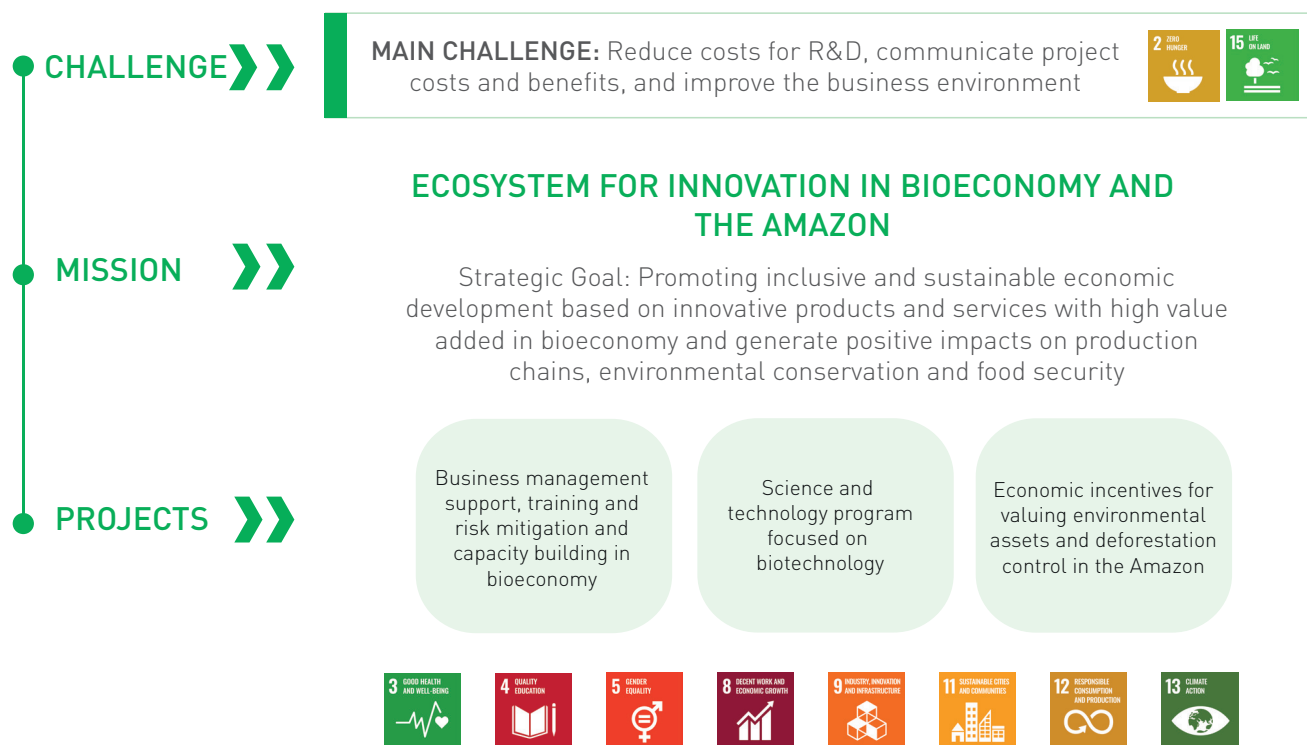 CHALLENGE
MAIN CHALLENGE: Reduce costs for R&D, communicate project
costs and benefits, and improve the business environment
2 ZERO
HUNGER
15 LIFE
ON LAND
ECOSYSTEM FOR INNOVATION IN BIOECONOMY AND
THE AMAZON
MISSION
Strategic Goal: Promoting inclusive and sustainable economic
development based on innovative products and services with high value
added in bioeconomy and generate positive impacts on production
chains, environmental conservation and food security
PROJECTS
Business management
support, training and
risk mitigation and
capacity building in
bioeconomy
Science and
technology program
focused on
biotechnology
Economic incentives for
valuing environmental
assets and deforestation
control in the Amazon
3 GOOD HEALTH
AND WELL-BEING
4 QUALITY
EDUCATION
5 GENDER
EQUALITY
8 DECENT WORK AND
ECONOMIC GROWTH
9 INDUSTRY, INNOVATION
AND INFRASTRUCTURE
11 SUSTAINABLE CITIES
AND COMMUNITIES
12 RESPONSIBLE
CONSUMPTION
AND PRODUCTION
13 CLIMATE
ACTION